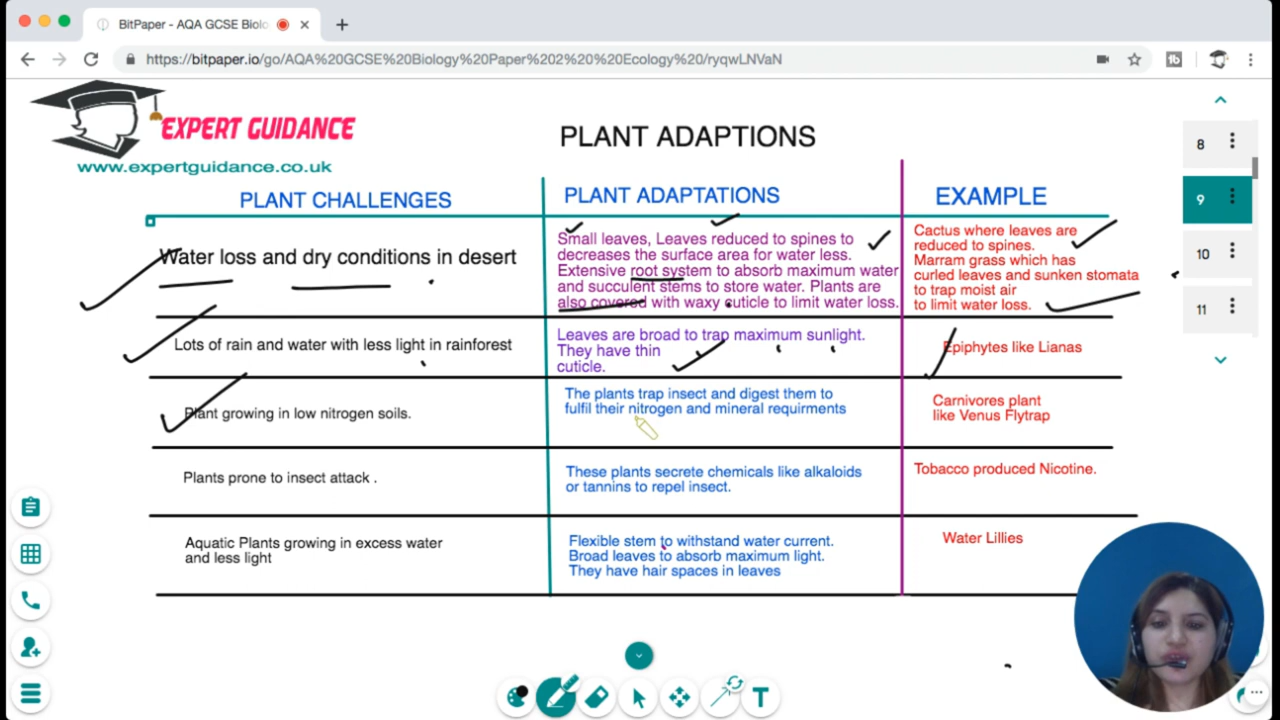 BitPaper - AQA GCSE Biolo
https://bitpaper.io/go/AQA%20GCSE%20Biology%20Paper%202%20%20Ecology%20/ryqwLNVaN
EXPERT GUIDANCE
www.expertguidance.co.uk
PLANT ADAPTIONS
PLANT CHALLENGES
PLANT ADAPTATIONS
EXAMPLE
Water loss and dry conditions in desert
Small leaves, Leaves reduced to spines to
decreases the surface area for water less.
Extensive root system to absorb maximum water
and succulent stems to store water. Plants are
also covered with waxy cuticle to limit water loss.
Cactus where leaves are
reduced to spines.
Marram grass which has
curled leaves and sunken stomata
to trap moist air
to limit water loss.
Lots of rain and water with less light in rainforest
Leaves are broad to trap maximum sunlight.
They have thin
cuticle.
Epiphytes like Lianas
Plant growing in low nitrogen soils.
The plants trap insect and digest them to
fulfil their nitrogen and mineral requirments
Carnivores plant
like Venus Flytrap
Plants prone to insect attack .
These plants secrete chemicals like alkaloids
or tannins to repel insect.
Tobacco produced Nicotine.
Aquatic Plants growing in excess water
and less light
Flexible stem to withstand water current.
Broad leaves to absorb maximum light.
They have hair spaces in leaves
Water Lillies
8
9
10
11
T